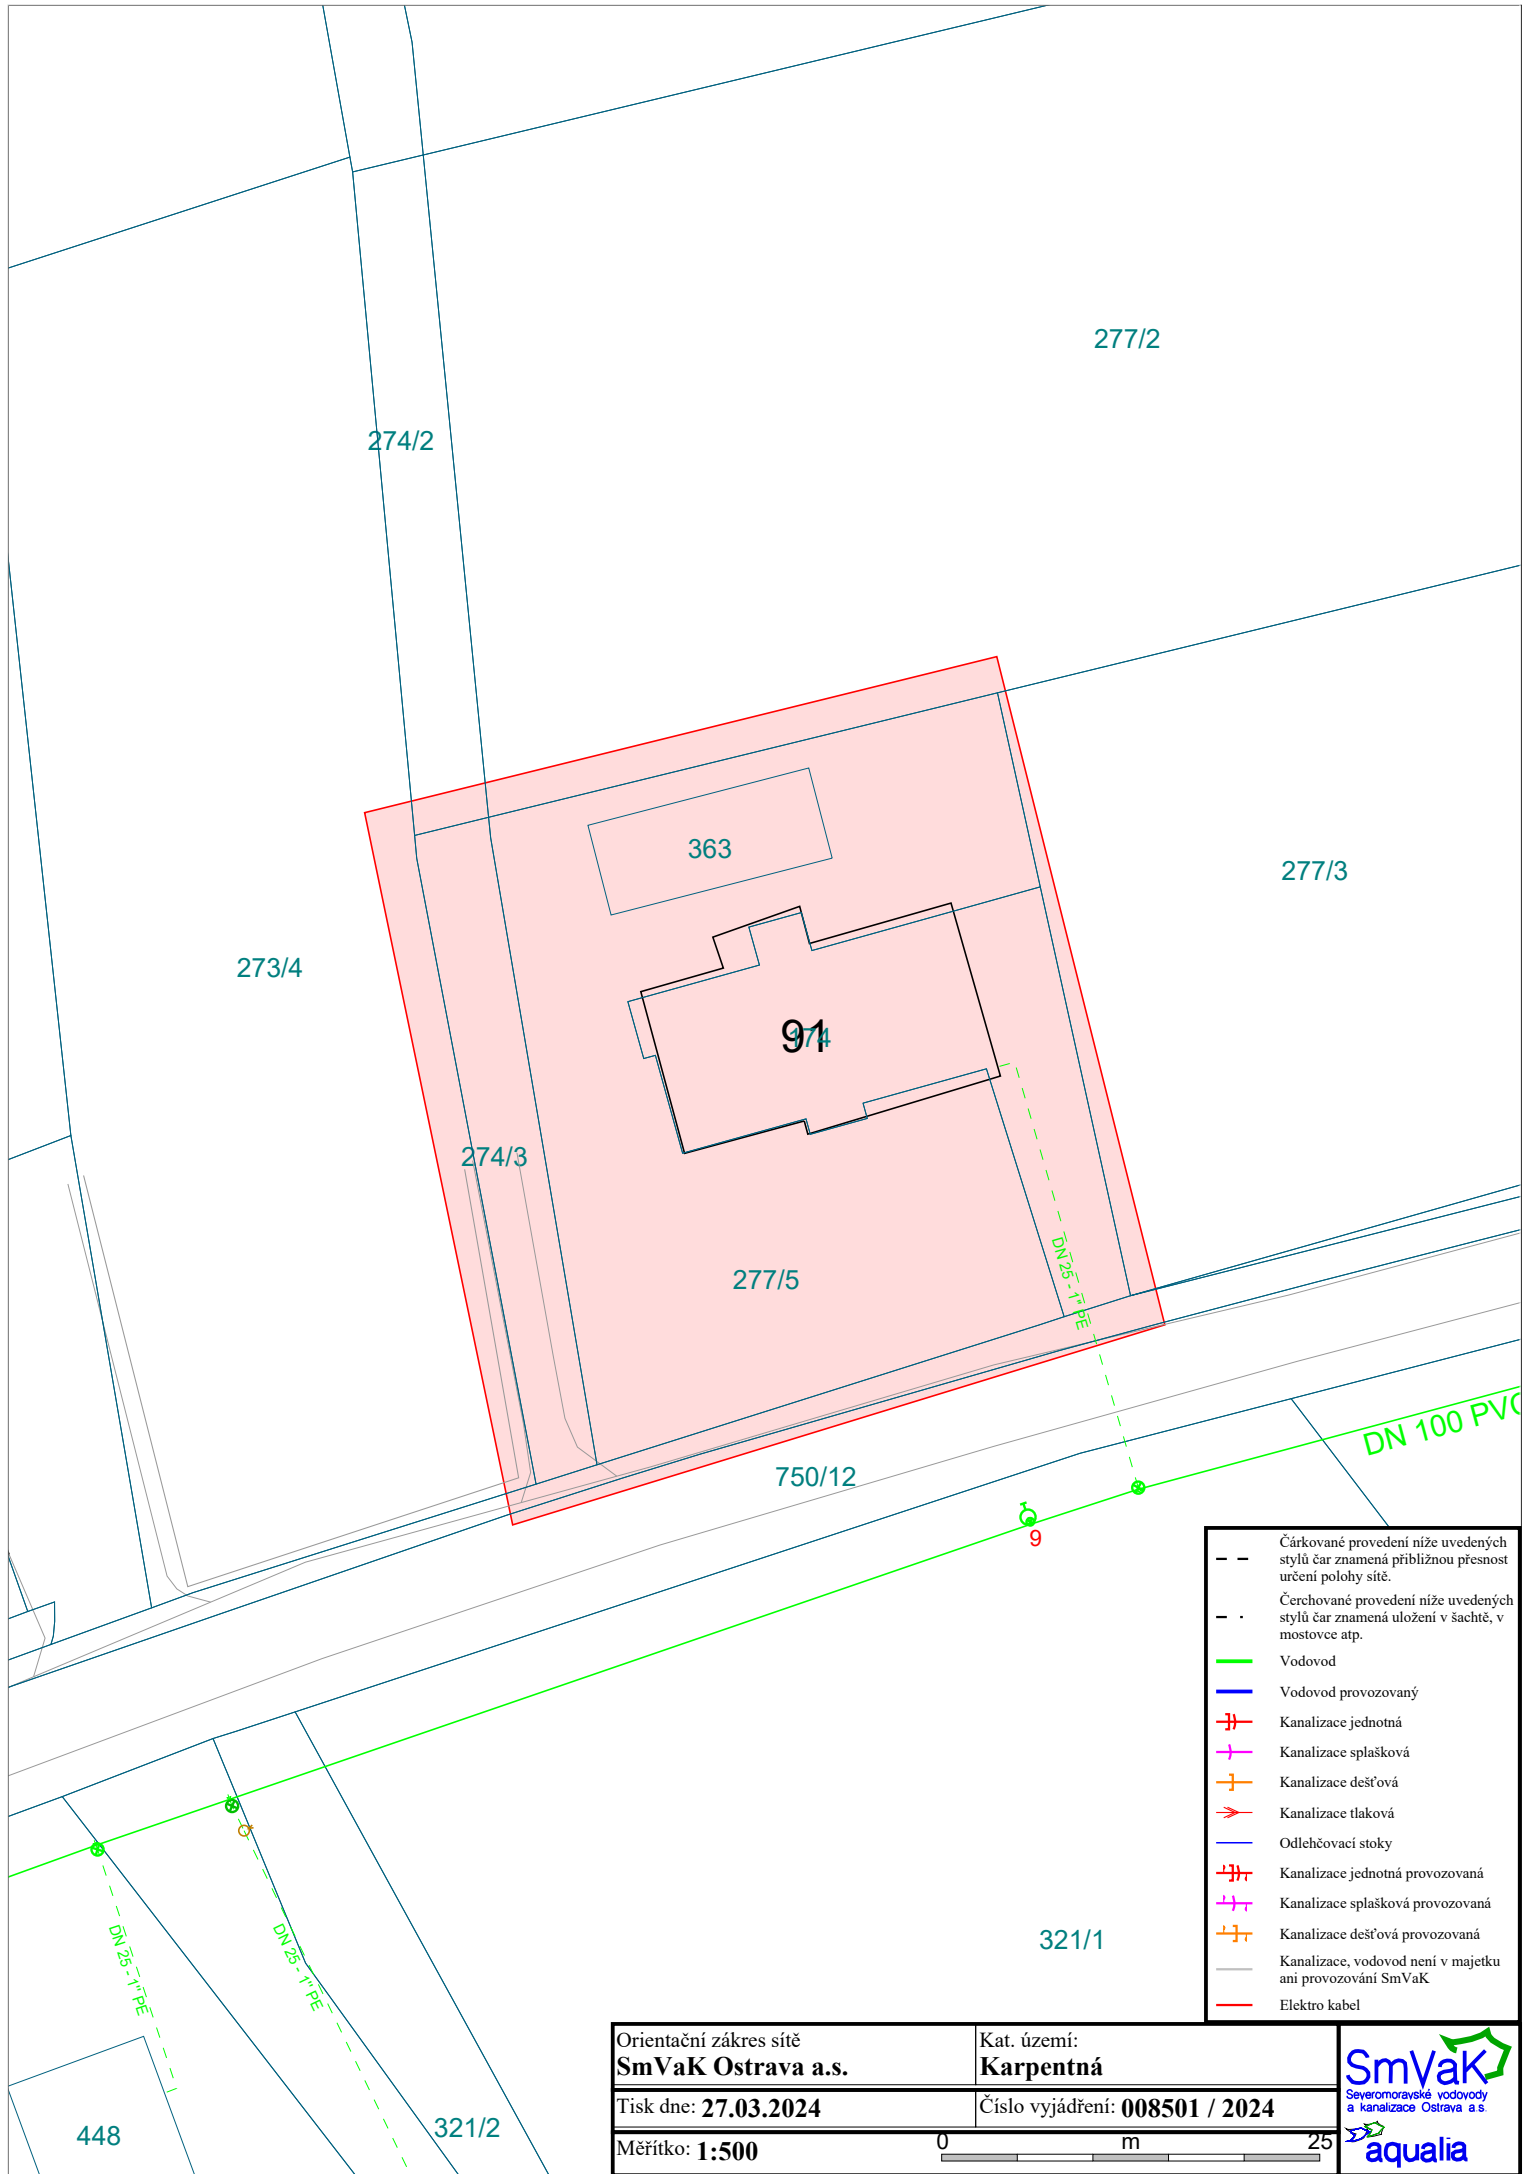 277/2
274/2
363
277/3
273/4
91
174
274/3
277/5
DN 25 - 1" PE
DN 100 PVC
750/12
9
Čárkované provedení níže uvedených
stylů čar znamená přibližnou přesnost
určení polohy sítě.
Čerchované provedení níže uvedených
stylů čar znamená uložení v šachtě, v
mostovce atp.
Vodovod
Vodovod provozovaný
Kanalizace jednotná
Kanalizace splašková
Kanalizace dešťová
Kanalizace tlaková
Odlehčovací stoky
Kanalizace jednotná provozovaná
Kanalizace splašková provozovaná
Kanalizace dešťová provozovaná
Kanalizace, vodovod není v majetku
ani provozování SmVaK
Elektro kabel
DN 25 - 1" PE
DN 25 - 1" PE
321/1
448
321/2
Orientační zákres sítě
SmVaK Ostrava a.s.
Kat. území:
Karpentná
Tisk dne: 27.03.2024
Číslo vyjádření: 008501 / 2024
Měřítko: 1:500
0 m 25
SmVaK
Severomoravské vodovody
a kanalizace Ostrava a.s.
aqualia